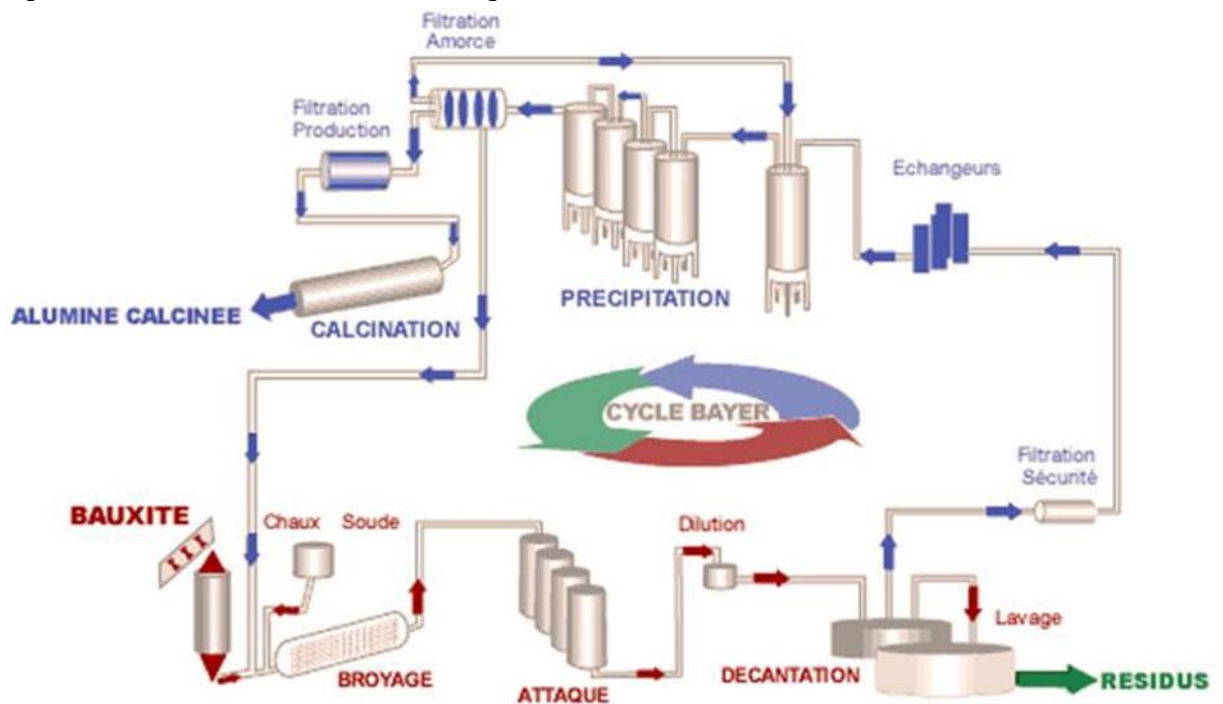 Filtration
Amorce
Filtration
Production
Echangeurs
PRECIPITATION
ALUMINE CALCINEE
CALCINATION
CYCLE BAYER
Filtration
Sécurité
BAUXITE
Chaux Soude
Dilution
Lavage
BROYAGE
ATTAQUE
DECANTATION
RESIDUS